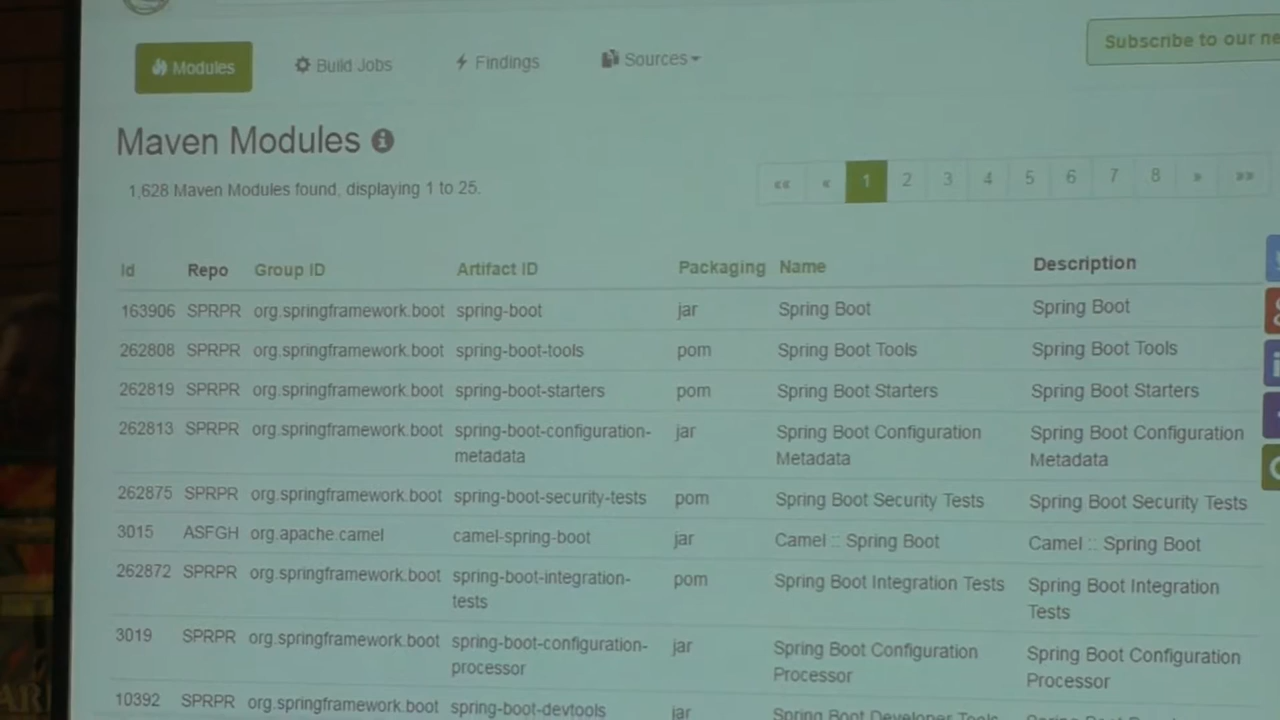 Modules Build Jobs Findings Sources
Subscribe to our
Maven Modules
1,628 Maven Modules found, displaying 1 to 25.
«« « 1 2 3 4 5 6 7 8 » »»
Id Repo Group ID Artifact ID Packaging Name Description
163906 SPRPR org.springframework.boot spring-boot jar Spring Boot Spring Boot
262808 SPRPR org.springframework.boot spring-boot-tools pom Spring Boot Tools Spring Boot Tools
262819 SPRPR org.springframework.boot spring-boot-starters pom Spring Boot Starters Spring Boot Starters
262813 SPRPR org.springframework.boot spring-boot-configuration- jar Spring Boot Configuration Spring Boot Configuration
metadata Metadata Metadata
262875 SPRPR org.springframework.boot spring-boot-security-tests pom Spring Boot Security Tests Spring Boot Security Tests
3015 ASFGH org.apache.camel camel-spring-boot jar Camel :: Spring Boot Camel :: Spring Boot
262872 SPRPR org.springframework.boot spring-boot-integration- pom Spring Boot Integration Tests Spring Boot Integration
tests Tests
3019 SPRPR org.springframework.boot spring-boot-configuration- jar Spring Boot Configuration Spring Boot Configuration
processor Processor Processor
10392 SPRPR org.springframework.boot spring-boot-devtools jar Spring Boot Developer Tools